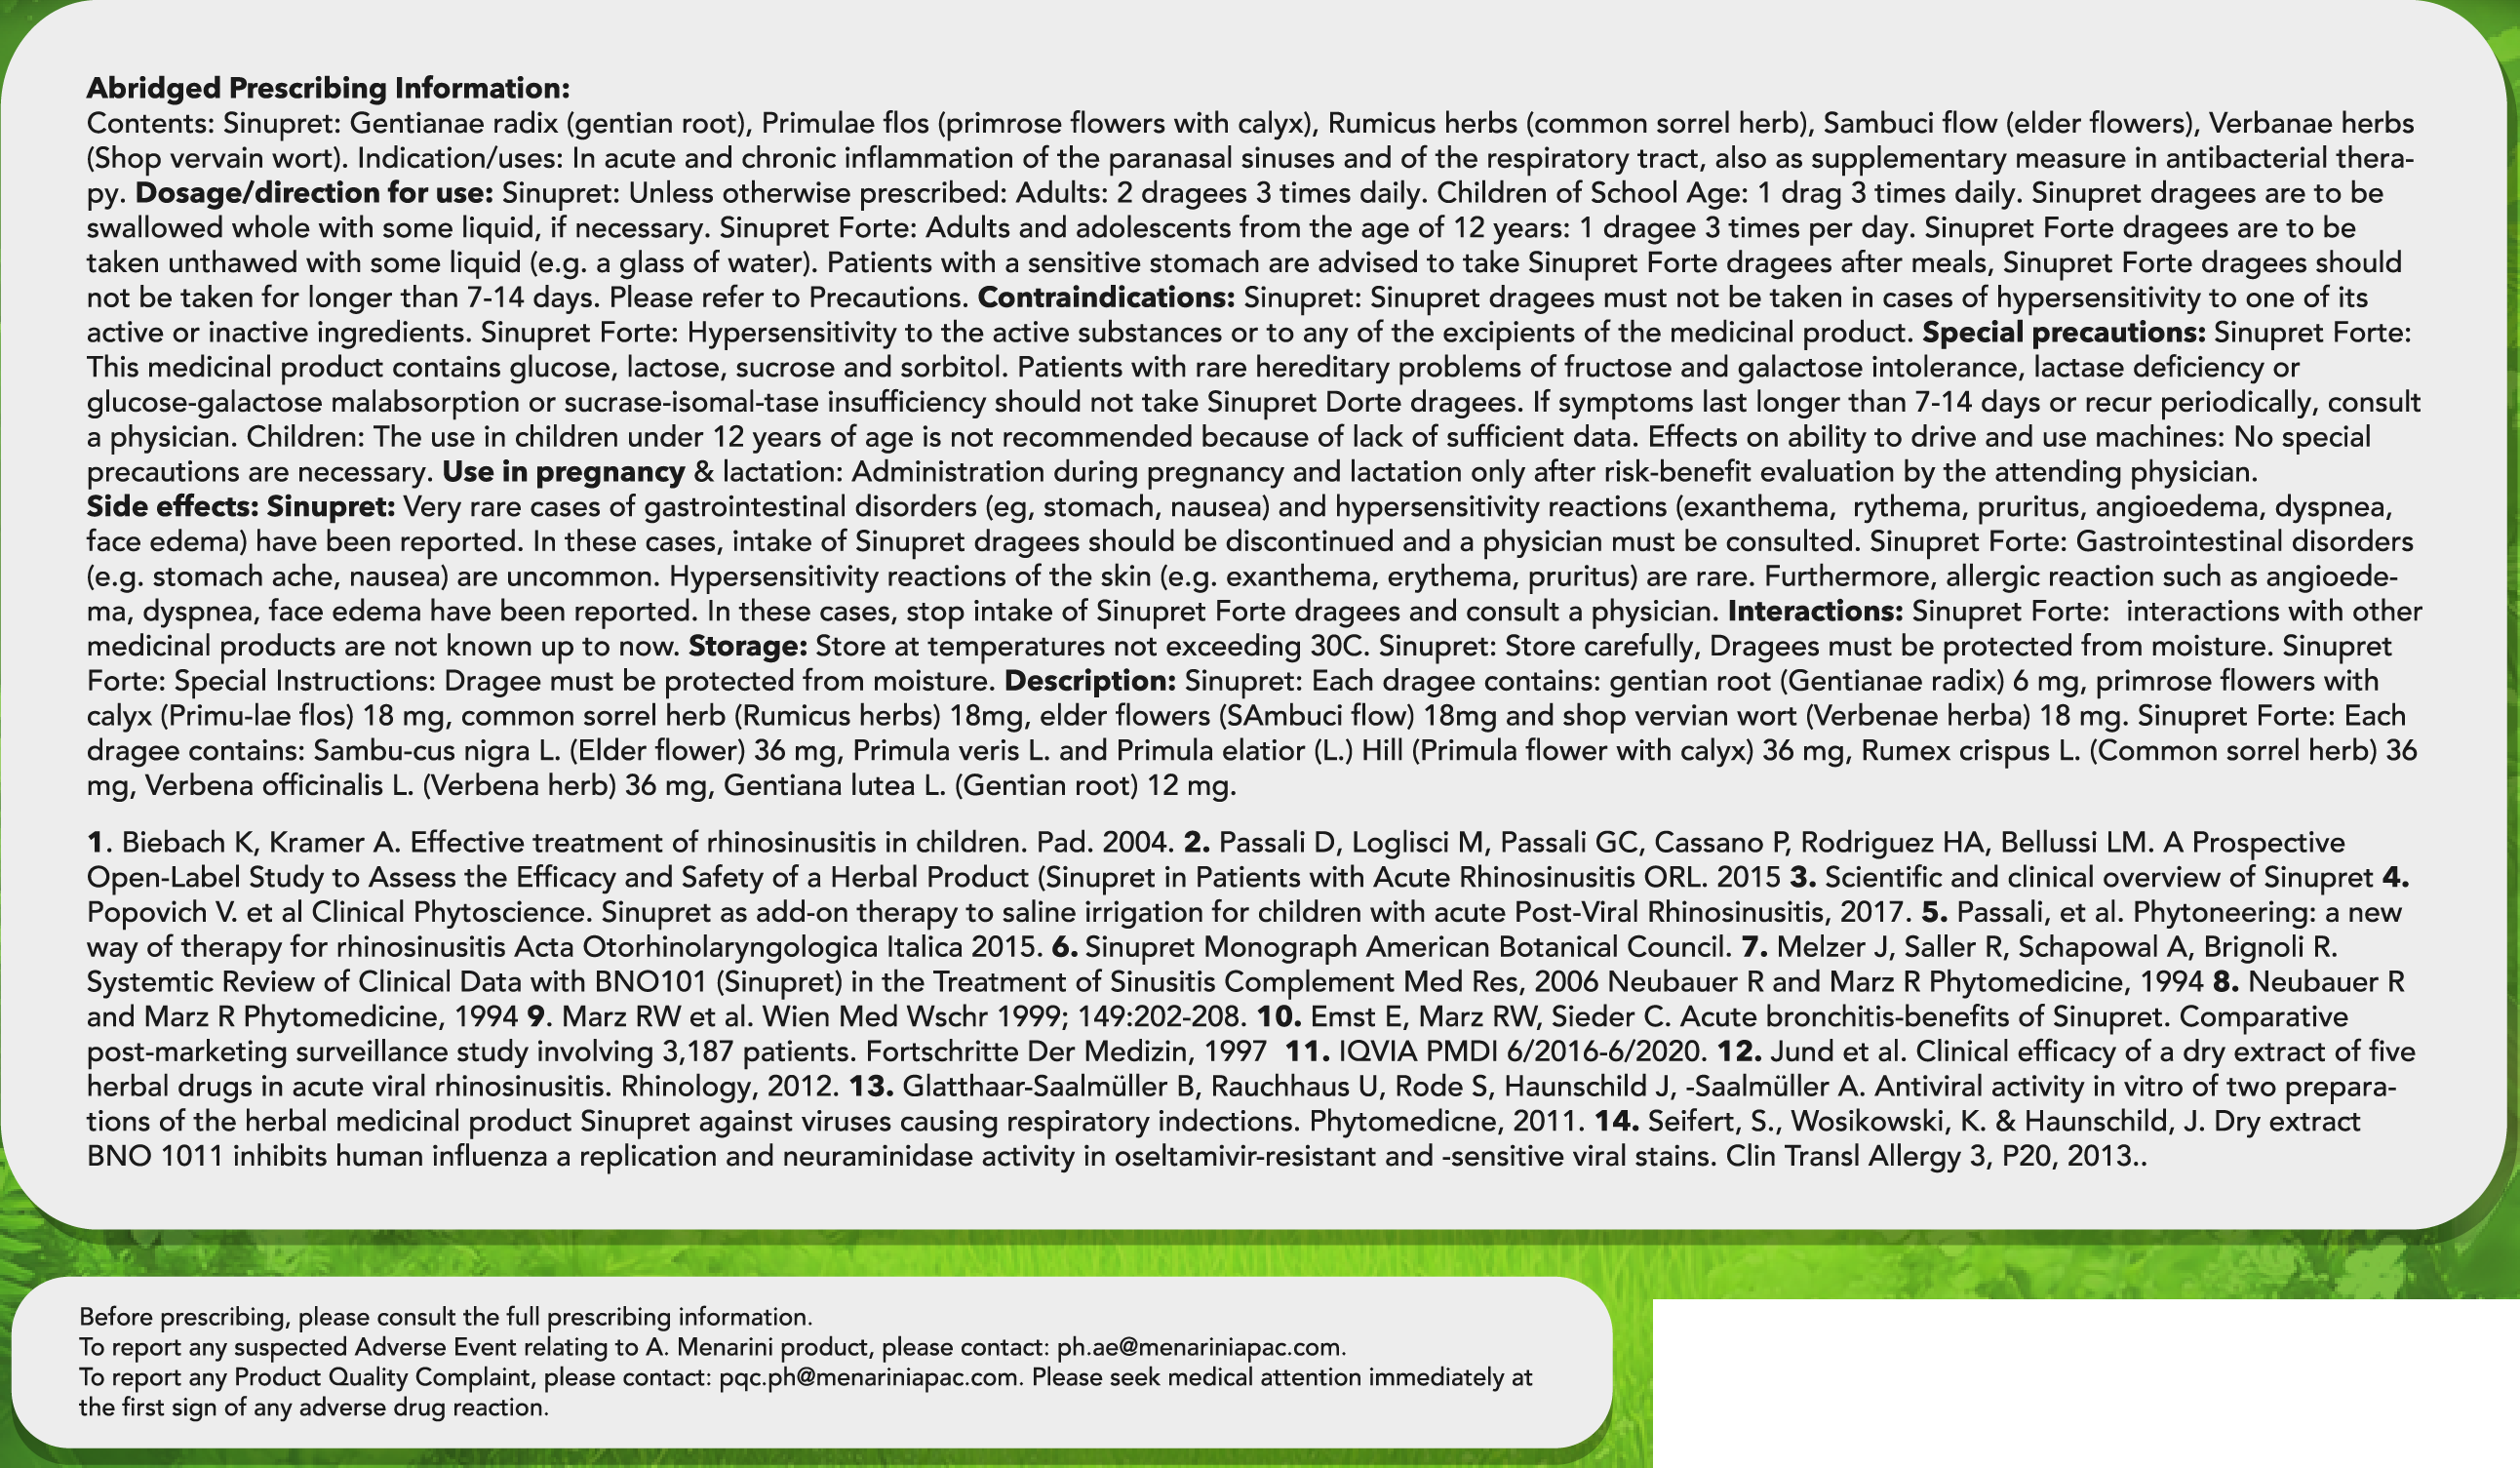 Abridged Prescribing Information:
Contents: Sinupret: Gentianae radix (gentian root), Primulae flos (primrose flowers with calyx), Rumicus herbs (common sorrel herb), Sambuci flow (elder flowers), Verbanae herbs
(Shop vervain wort). Indication/uses: In acute and chronic inflammation of the paranasal sinuses and of the respiratory tract, also as supplementary measure in antibacterial thera-
py. Dosage/direction for use: Sinupret: Unless otherwise prescribed: Adults: 2 dragees 3 times daily. Children of School Age: 1 drag 3 times daily. Sinupret dragees are to be
swallowed whole with some liquid, if necessary. Sinupret Forte: Adults and adolescents from the age of 12 years: 1 dragee 3 times per day. Sinupret Forte dragees are to be
taken unthawed with some liquid (e.g. a glass of water). Patients with a sensitive stomach are advised to take Sinupret Forte dragees after meals, Sinupret Forte dragees should
not be taken for longer than 7-14 days. Please refer to Precautions. Contraindications: Sinupret: Sinupret dragees must not be taken in cases of hypersensitivity to one of its
active or inactive ingredients. Sinupret Forte: Hypersensitivity to the active substances or to any of the excipients of the medicinal product. Special precautions: Sinupret Forte:
This medicinal product contains glucose, lactose, sucrose and sorbitol. Patients with rare hereditary problems of fructose and galactose intolerance, lactase deficiency or
glucose-galactose malabsorption or sucrase-isomal-tase insufficiency should not take Sinupret Dorte dragees. If symptoms last longer than 7-14 days or recur periodically, consult
a physician. Children: The use in children under 12 years of age is not recommended because of lack of sufficient data. Effects on ability to drive and use machines: No special
precautions are necessary. Use in pregnancy & lactation: Administration during pregnancy and lactation only after risk-benefit evaluation by the attending physician.
Side effects: Sinupret: Very rare cases of gastrointestinal disorders (eg, stomach, nausea) and hypersensitivity reactions (exanthema,  rythema, pruritus, angioedema, dyspnea,
face edema) have been reported. In these cases, intake of Sinupret dragees should be discontinued and a physician must be consulted. Sinupret Forte: Gastrointestinal disorders
(e.g. stomach ache, nausea) are uncommon. Hypersensitivity reactions of the skin (e.g. exanthema, erythema, pruritus) are rare. Furthermore, allergic reaction such as angioede-
ma, dyspnea, face edema have been reported. In these cases, stop intake of Sinupret Forte dragees and consult a physician. Interactions: Sinupret Forte:  interactions with other
medicinal products are not known up to now. Storage: Store at temperatures not exceeding 30C. Sinupret: Store carefully, Dragees must be protected from moisture. Sinupret
Forte: Special Instructions: Dragee must be protected from moisture. Description: Sinupret: Each dragee contains: gentian root (Gentianae radix) 6 mg, primrose flowers with
calyx (Primu-lae flos) 18 mg, common sorrel herb (Rumicus herbs) 18mg, elder flowers (SAmbuci flow) 18mg and shop vervian wort (Verbenae herba) 18 mg. Sinupret Forte: Each
dragee contains: Sambu-cus nigra L. (Elder flower) 36 mg, Primula veris L. and Primula elatior (L.) Hill (Primula flower with calyx) 36 mg, Rumex crispus L. (Common sorrel herb) 36
mg, Verbena officinalis L. (Verbena herb) 36 mg, Gentiana lutea L. (Gentian root) 12 mg.
1. Biebach K, Kramer A. Effective treatment of rhinosinusitis in children. Pad. 2004. 2. Passali D, Loglisci M, Passali GC, Cassano P, Rodriguez HA, Bellussi LM. A Prospective
Open-Label Study to Assess the Efficacy and Safety of a Herbal Product (Sinupret in Patients with Acute Rhinosinusitis ORL. 2015 3. Scientific and clinical overview of Sinupret 4.
Popovich V. et al Clinical Phytoscience. Sinupret as add-on therapy to saline irrigation for children with acute Post-Viral Rhinosinusitis, 2017. 5. Passali, et al. Phytoneering: a new
way of therapy for rhinosinusitis Acta Otorhinolaryngologica Italica 2015. 6. Sinupret Monograph American Botanical Council. 7. Melzer J, Saller R, Schapowal A, Brignoli R.
Systemtic Review of Clinical Data with BNO101 (Sinupret) in the Treatment of Sinusitis Complement Med Res, 2006 Neubauer R and Marz R Phytomedicine, 1994 8. Neubauer R
and Marz R Phytomedicine, 1994 9. Marz RW et al. Wien Med Wschr 1999; 149:202-208. 10. Emst E, Marz RW, Sieder C. Acute bronchitis-benefits of Sinupret. Comparative
post-marketing surveillance study involving 3,187 patients. Fortschritte Der Medizin, 1997  11. IQVIA PMDI 6/2016-6/2020. 12. Jund et al. Clinical efficacy of a dry extract of five
herbal drugs in acute viral rhinosinusitis. Rhinology, 2012. 13. Glatthaar-Saalmüller B, Rauchhaus U, Rode S, Haunschild J, -Saalmüller A. Antiviral activity in vitro of two prepara-
tions of the herbal medicinal product Sinupret against viruses causing respiratory indections. Phytomedicne, 2011. 14. Seifert, S., Wosikowski, K. & Haunschild, J. Dry extract
BNO 1011 inhibits human influenza a replication and neuraminidase activity in oseltamivir-resistant and -sensitive viral stains. Clin Transl Allergy 3, P20, 2013..
Before prescribing, please consult the full prescribing information.
To report any suspected Adverse Event relating to A. Menarini product, please contact: ph.ae@menariniapac.com.
To report any Product Quality Complaint, please contact: pqc.ph@menariniapac.com. Please seek medical attention immediately at
the first sign of any adverse drug reaction.